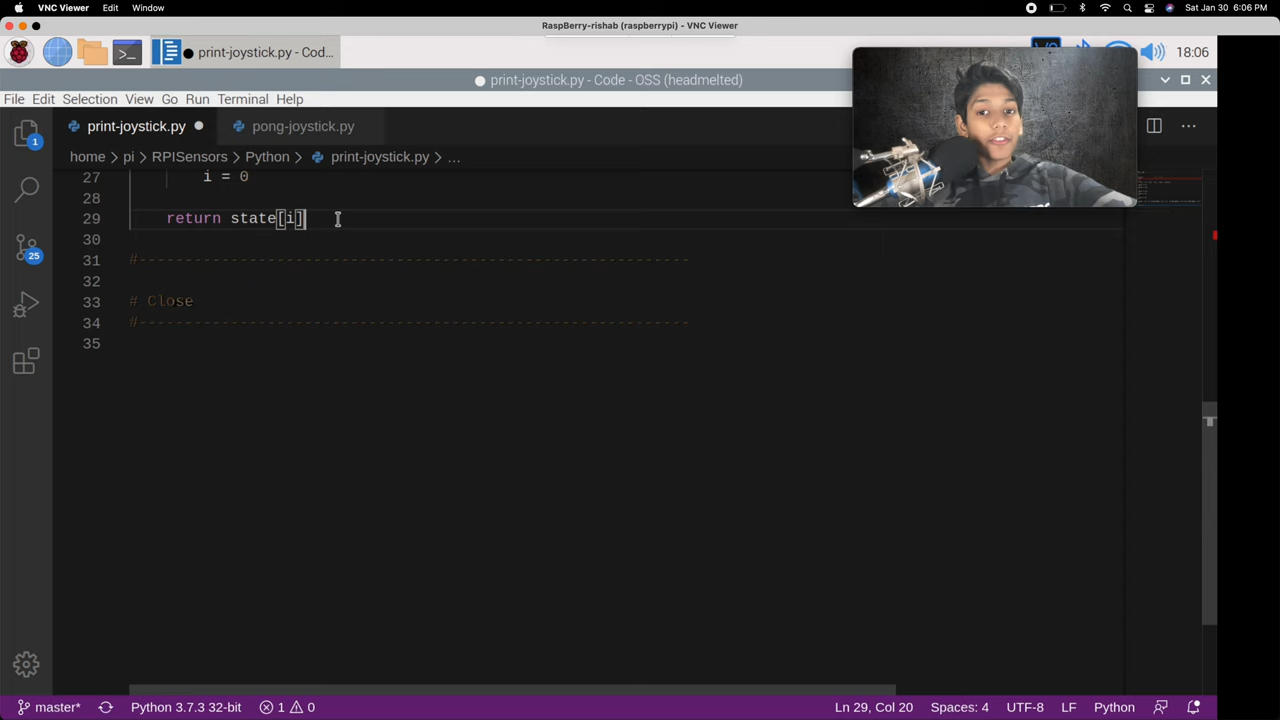 VNC Viewer Edit Window Sat Jan 30 6:06 PM
RaspBerry-rishab (raspberrypi) - VNC Viewer
print-joystick.py - Cod... 18:06
print-joystick.py - Code - OSS (headmelted)
File Edit Selection View Go Run Terminal Help
print-joystick.py pong-joystick.py
home > pi > RPISensors > Python > print-joystick.py > ...
27 i = 0
28
29 return state[i]
30
31 #------------------------------------------------------------
32
33 # Close
34 #------------------------------------------------------------
35
1
25
master* Python 3.7.3 32-bit 1 0 Ln 29, Col 20 Spaces: 4 UTF-8 LF Python